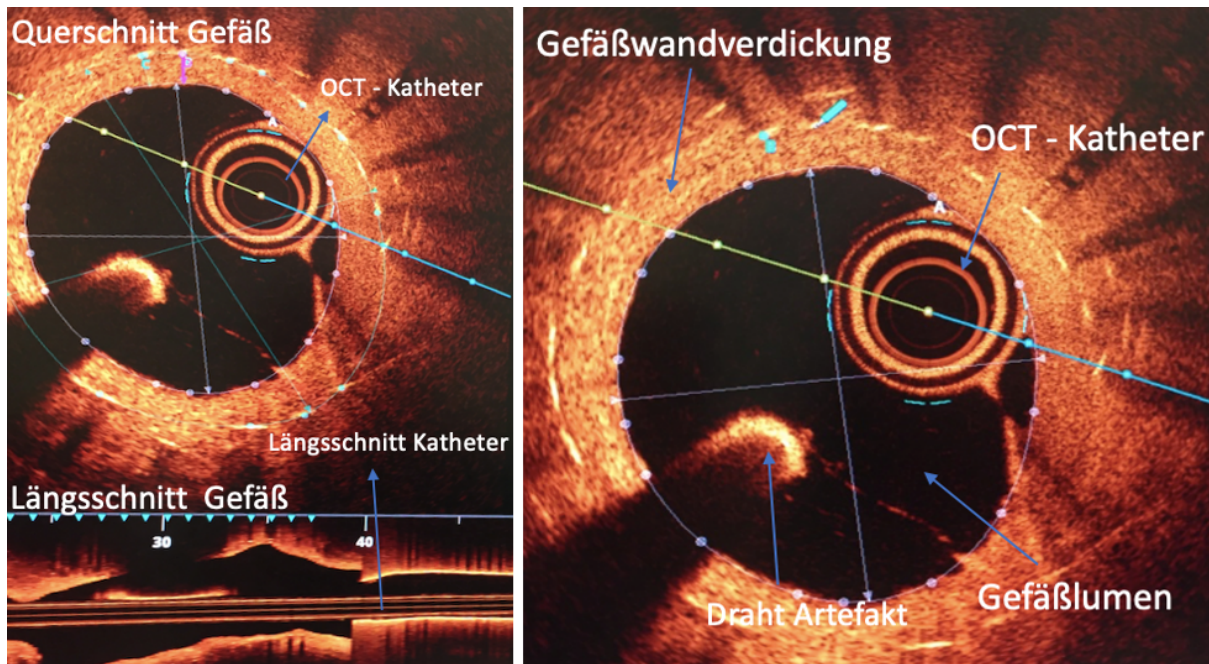 Querschnitt Gefäß
OCT - Katheter
A
Längsschnitt Katheter
Längsschnitt  Gefäß
30
40
Gefäßwandverdickung
OCT - Katheter
A
Draht Artefakt
Gefäßlumen